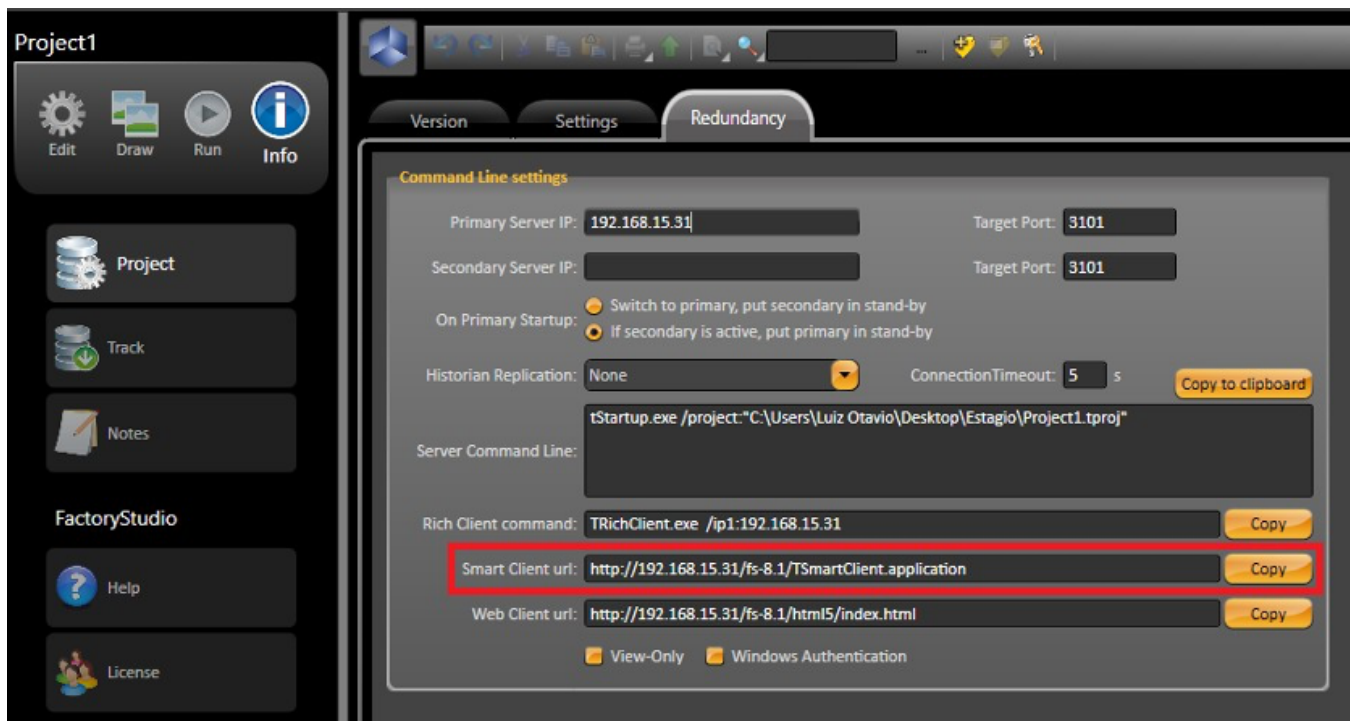 Project1
Edit Draw Run Info
Project
Track
Notes
FactoryStudio
Help
License
...
Version Settings Redundancy
Command Line settings
Primary Server IP: 192.168.15.31 Target Port: 3101
Secondary Server IP: Target Port: 3101
On Primary Startup: Switch to primary, put secondary in stand-by
If secondary is active, put primary in stand-by
Historian Replication: None ConnectionTimeout: 5 s Copy to clipboard
Server Command Line: tStartup.exe /project:"C:\Users\Luiz Otavio\Desktop\Estagio\Project1.tproj"
Rich Client command: TRichClient.exe /ip1:192.168.15.31 Copy
Smart Client url: http://192.168.15.31/fs-8.1/TSmartClient.application Copy
Web Client url: http://192.168.15.31/fs-8.1/html5/index.html Copy
View-Only Windows Authentication